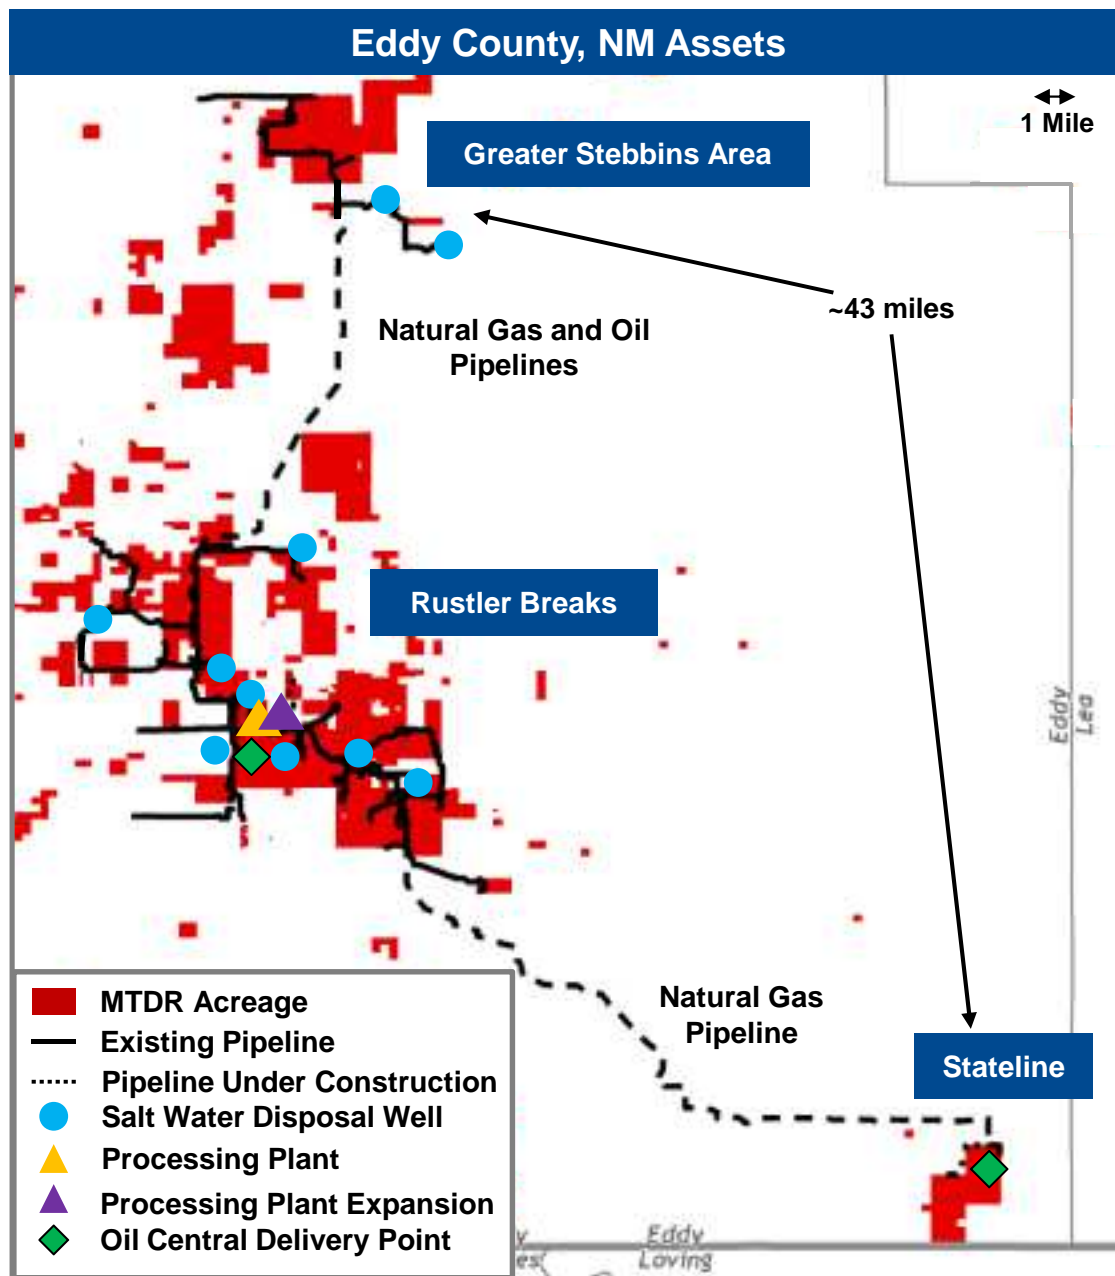 Eddy County, NM Assets
1 Mile
Greater Stebbins Area
~43 miles
Natural Gas and Oil
Pipelines
Rustler Breaks
Eddy
Lea
Natural Gas
Pipeline
Stateline
MTDR Acreage
Existing Pipeline
Pipeline Under Construction
Salt Water Disposal Well
Processing Plant
Processing Plant Expansion
Oil Central Delivery Point
Eddy
Loving